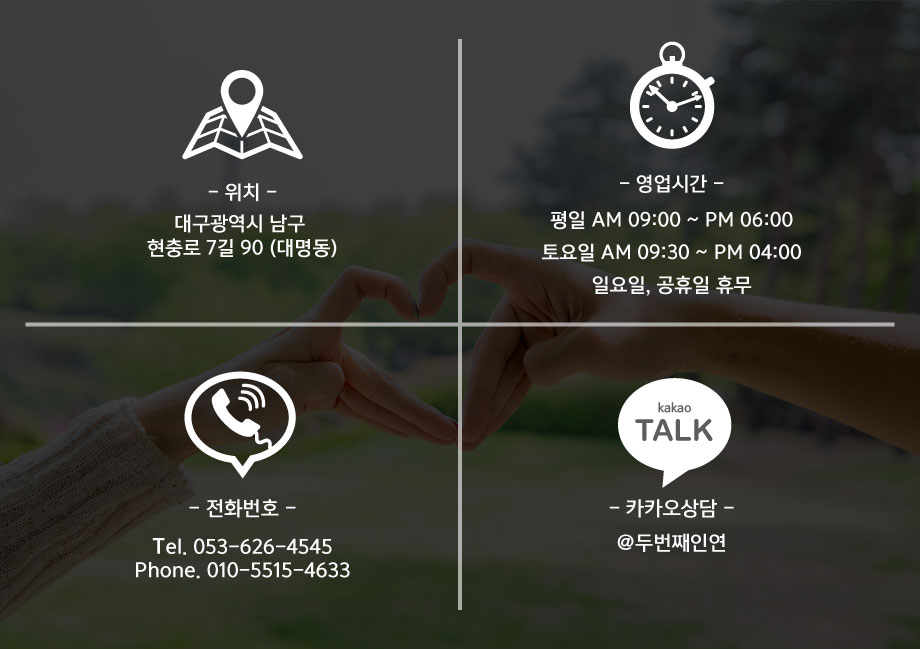 - 위치 -
대구광역시 남구
현충로 7길 90 (대명동)
- 영업시간 -
평일 AM 09:00 ~ PM 06:00
토요일 AM 09:30 ~ PM 04:00
일요일, 공휴일 휴무
- 전화번호 -
Tel. 053-626-4545
Phone. 010-5515-4633
kakao
TALK
- 카카오상담 -
@두번째인연